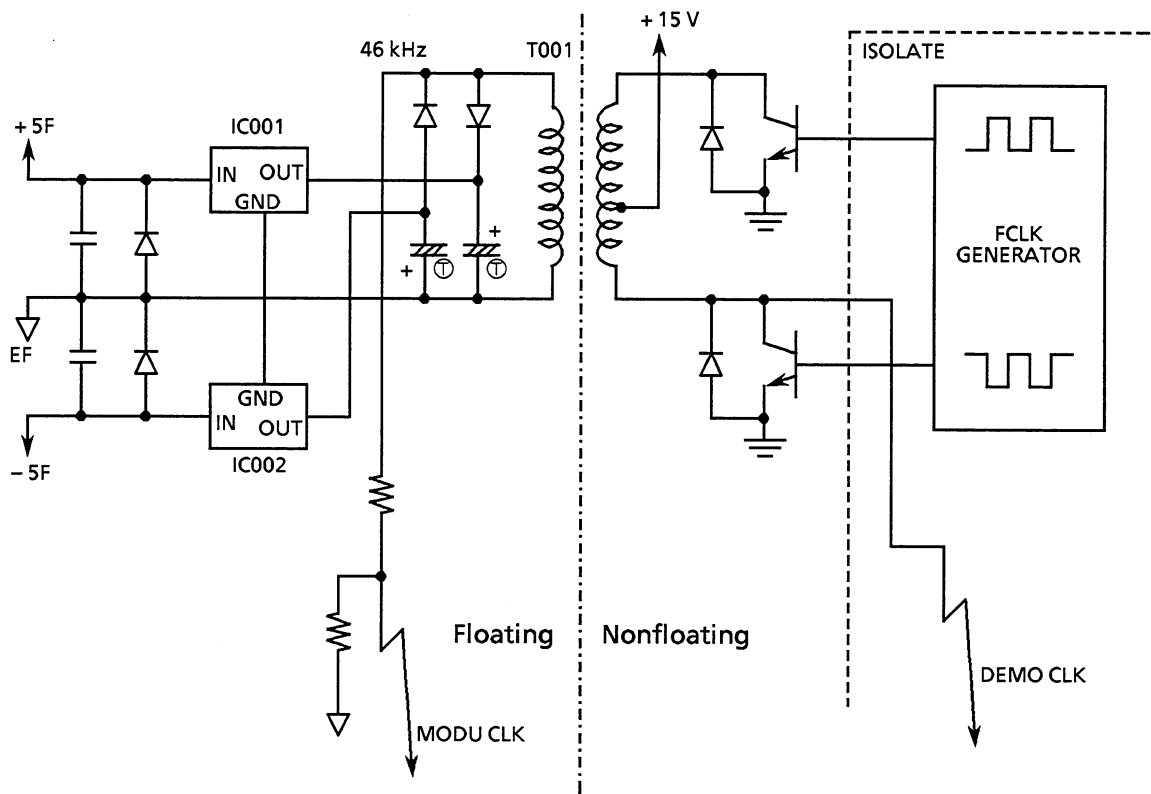 + 15 V
46 kHz
T001
ISOLATE
+ 5F
IC001
IN
OUT
GND
+
+
T
T
FCLK
GENERATOR
EF
GND
IN
OUT
IC002
– 5F
Floating
Nonfloating
DEMO CLK
MODU CLK